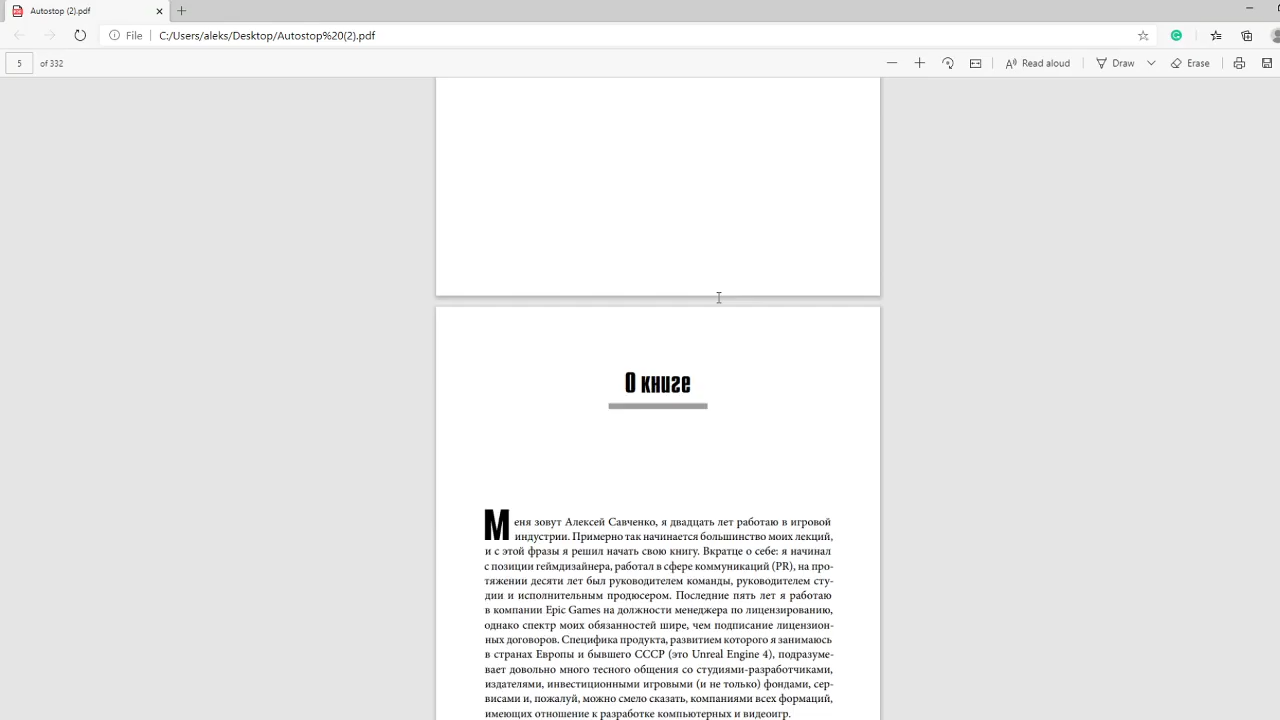 Autostop (2).pdf
File
C:/Users/aleks/Desktop/Autostop%20(2).pdf
5 of 332
Read aloud
Draw
Erase
О книге
Меня зовут Алексей Савченко, я двадцать лет работаю в игровой
индустрии. Примерно так начинается большинство моих лекций,
и с этой фразы я решил начать свою книгу. Вкратце о себе: я начинал
с позиции геймдизайнера, работал в сфере коммуникаций (PR), на про-
тяжении десяти лет был руководителем команды, руководителем сту-
дии и исполнительным продюсером. Последние пять лет я работаю
в компании Epic Games на должности менеджера по лицензированию,
однако спектр моих обязанностей шире, чем подписание лицензион-
ных договоров. Специфика продукта, развитием которого я занимаюсь
в странах Европы и бывшего СССР (это Unreal Engine 4), подразуме-
вает довольно много тесного общения со студиями-разработчиками,
издателями, инвестиционными игровыми (и не только) фондами, сер-
висами и, пожалуй, можно смело сказать, компаниями всех формаций,
имеющих отношение к разработке компьютерных и видеоигр.